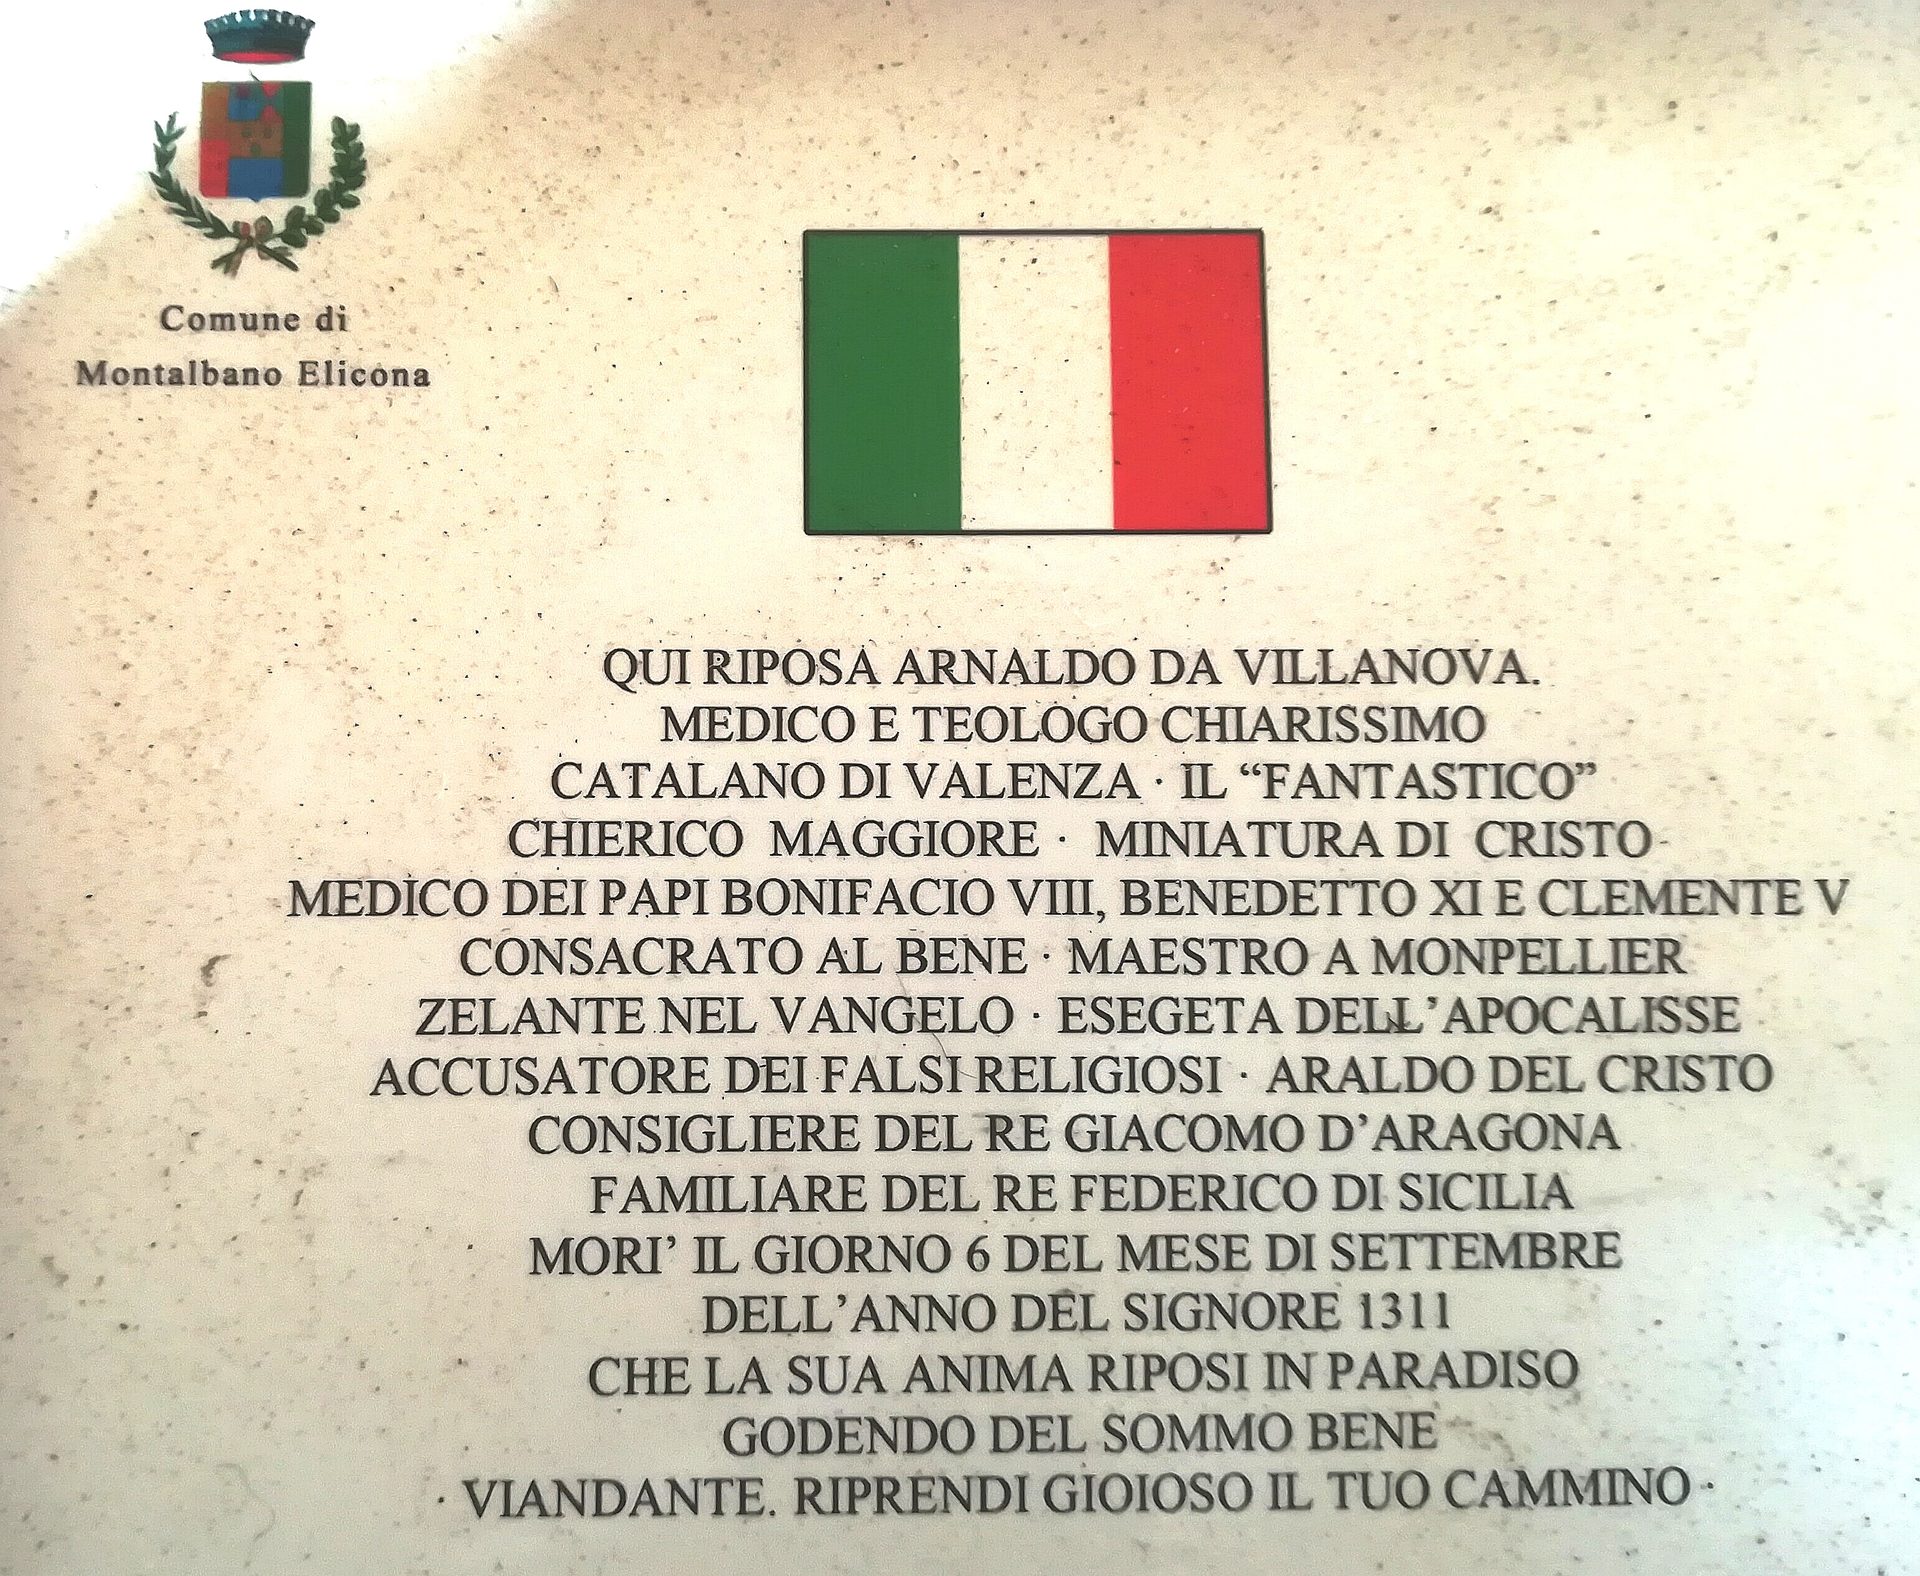 Comune di
Montalbano Elicona
QUI RIPOSA ARNALDO DA VILLANOVA.
MEDICO E TEOLOGO CHIARISSIMO
CATALANO DI VALENZA · IL “FANTASTICO”
CHIERICO MAGGIORE · MINIATURA DI CRISTO
MEDICO DEI PAPI BONIFACIO VIII, BENEDETTO XI E CLEMENTE V
CONSACRATO AL BENE · MAESTRO A MONPELLIER
ZELANTE NEL VANGELO · ESEGETA DELL’APOCALISSE
ACCUSATORE DEI FALSI RELIGIOSI · ARALDO DEL CRISTO
CONSIGLIERE DEL RE GIACOMO D’ARAGONA
FAMILIARE DEL RE FEDERICO DI SICILIA
MORI’ IL GIORNO 6 DEL MESE DI SETTEMBRE
DELL’ANNO DEL SIGNORE 1311
CHE LA SUA ANIMA RIPOSI IN PARADISO
GODENDO DEL SOMMO BENE
· VIANDANTE. RIPRENDI GIOIOSO IL TUO CAMMINO ·